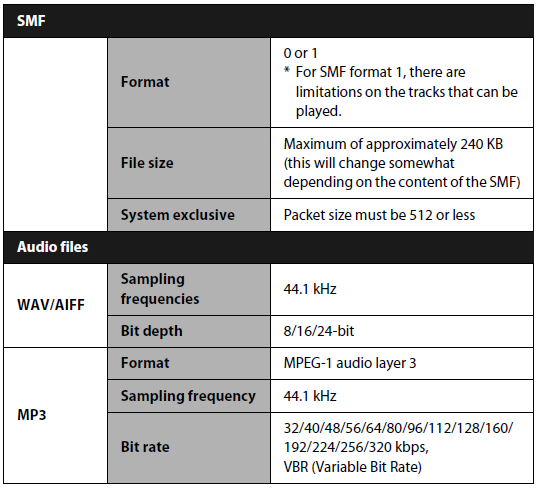 SMF
Format
0 or 1
* For SMF format 1, there are
limitations on the tracks that can be
played.
File size
Maximum of approximately 240 KB
(this will change somewhat
depending on the content of the SMF)
System exclusive
Packet size must be 512 or less
Audio files
WAV/AIFF
Sampling
frequencies
44.1 kHz
Bit depth
8/16/24-bit
MP3
Format
MPEG-1 audio layer 3
Sampling frequency
44.1 kHz
Bit rate
32/40/48/56/64/80/96/112/128/160/
192/224/256/320 kbps,
VBR (Variable Bit Rate)